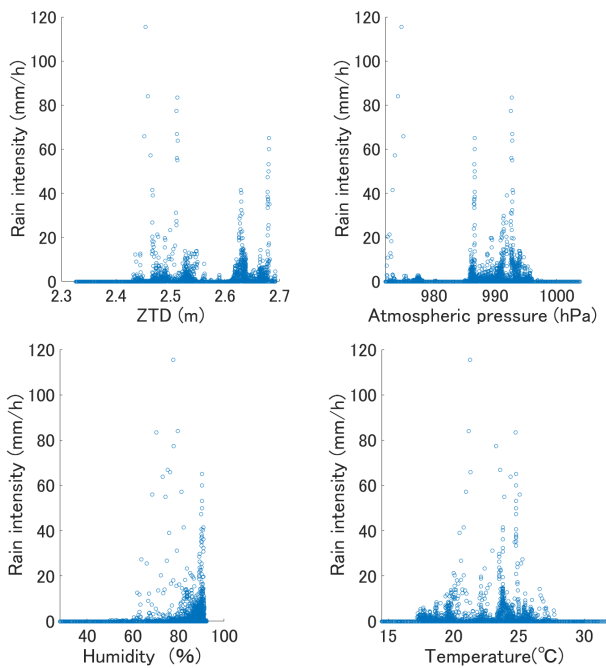 Rain intensity (mm/h)
120
100
80
60
40
20
0
2.3 2.4 2.5 2.6 2.7
ZTD (m)
Rain intensity (mm/h)
120
100
80
60
40
20
0
980 990 1000
Atmospheric pressure (hPa)
Rain intensity (mm/h)
120
100
80
60
40
20
0
40 60 80 100
Humidity (%)
Rain intensity (mm/h)
120
100
80
60
40
20
0
15 20 25 30
Temperature(℃)